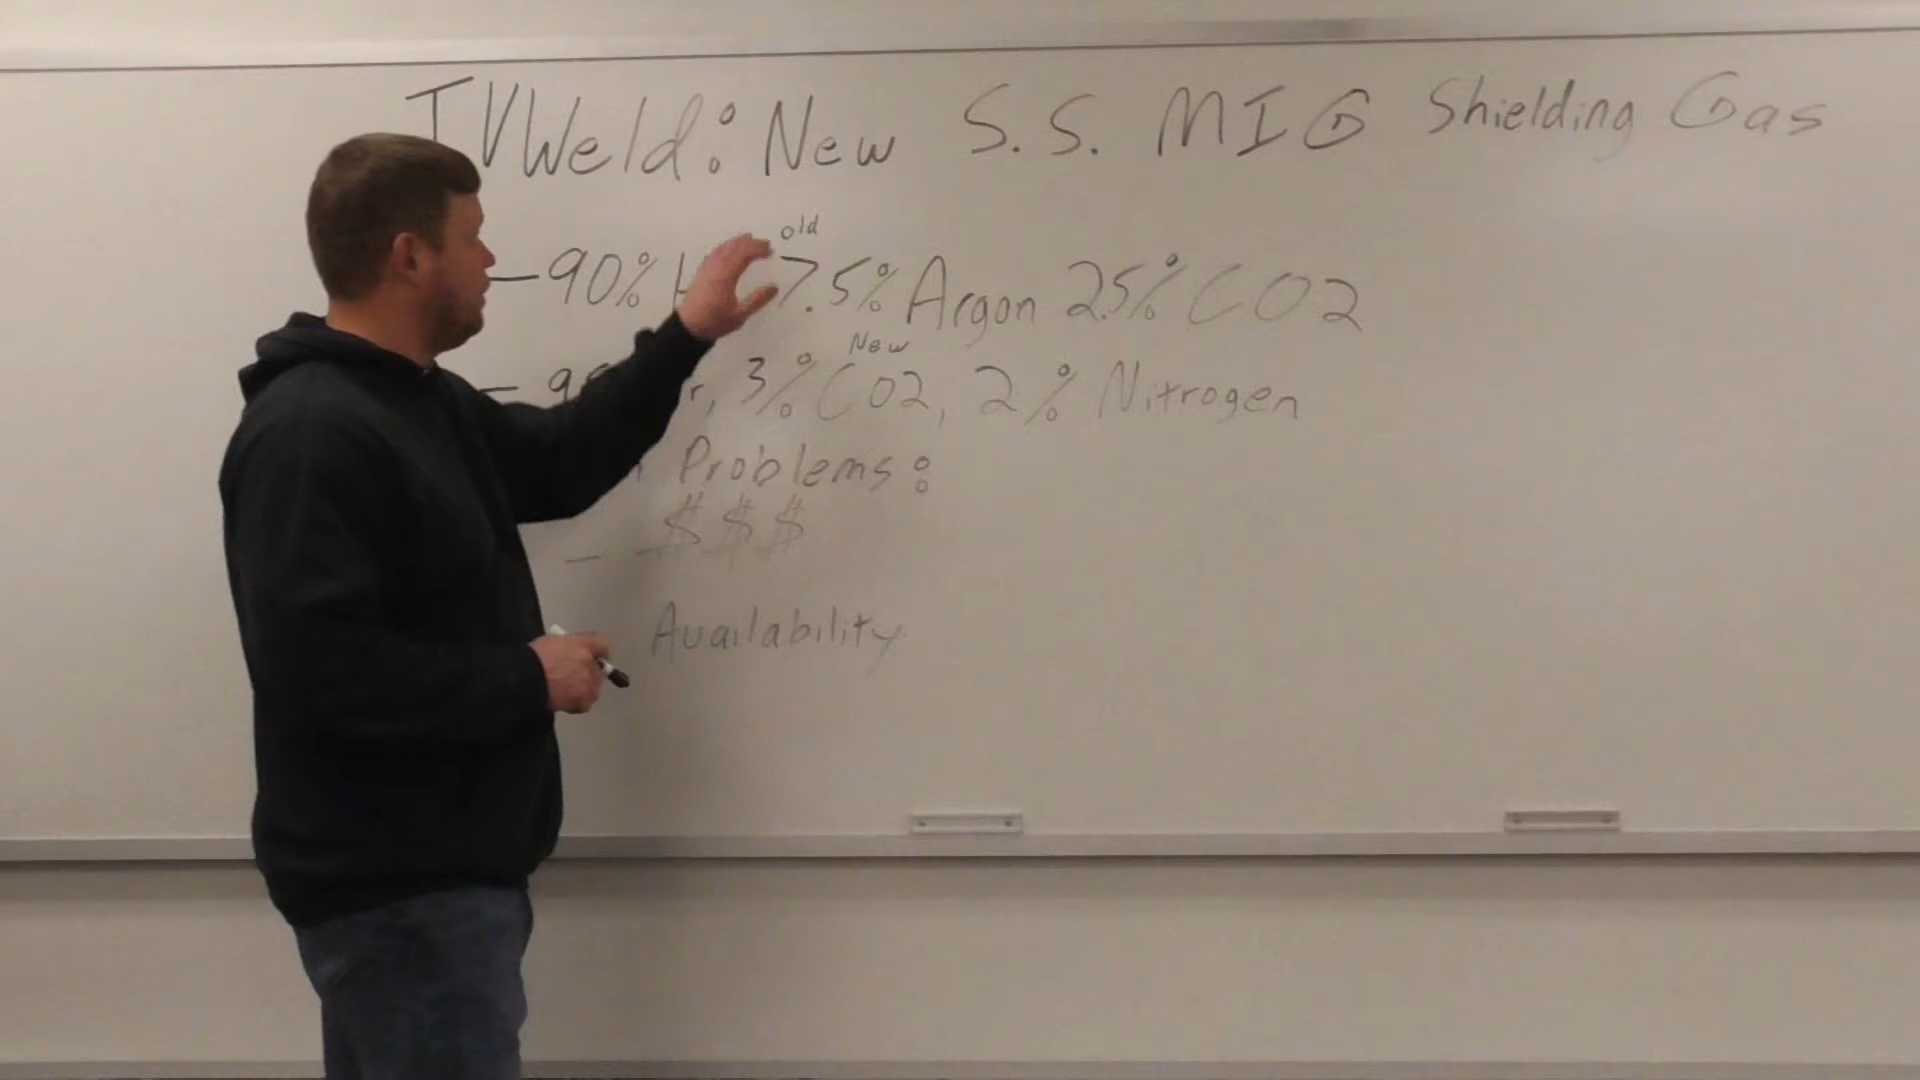 TVWeld: New S.S. MIG Shielding Gas
old
–90% 7.5% Argon 2.5% CO2
New
– 3% CO2, 2% Nitrogen
Problems:
– $$$
– Availability